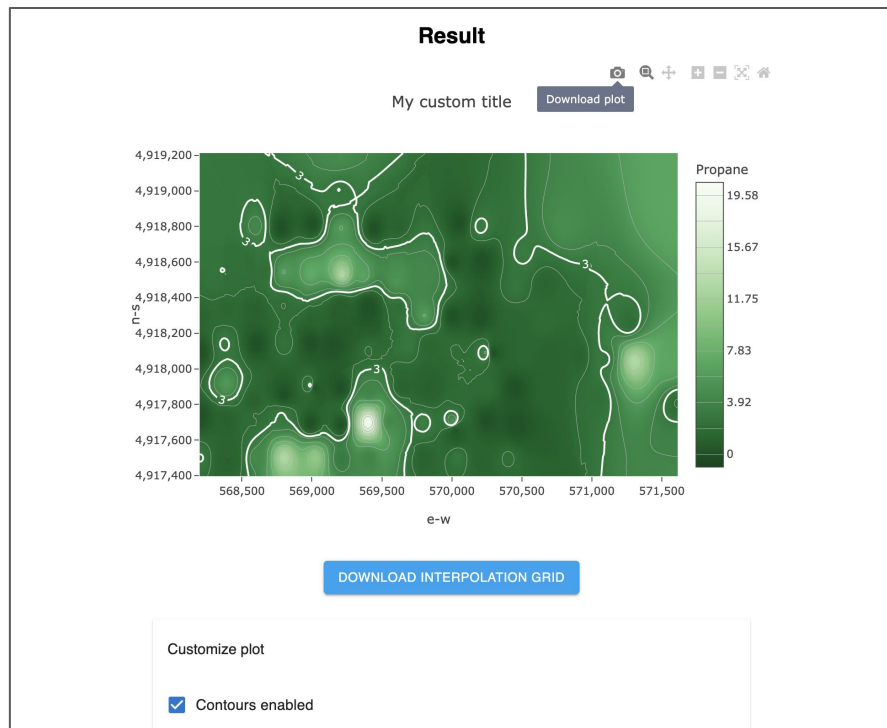 Result
Download plot
My custom title
Propane
4,919,200
4,919,000
4,918,800
4,918,600
4,918,400
4,918,200
4,918,000
4,917,800
4,917,600
4,917,400
n-s
3
3
3
3
3
19.58
15.67
11.75
7.83
3.92
0
568,500 569,000 569,500 570,000 570,500 571,000 571,500
e-w
DOWNLOAD INTERPOLATION GRID
Customize plot
Contours enabled